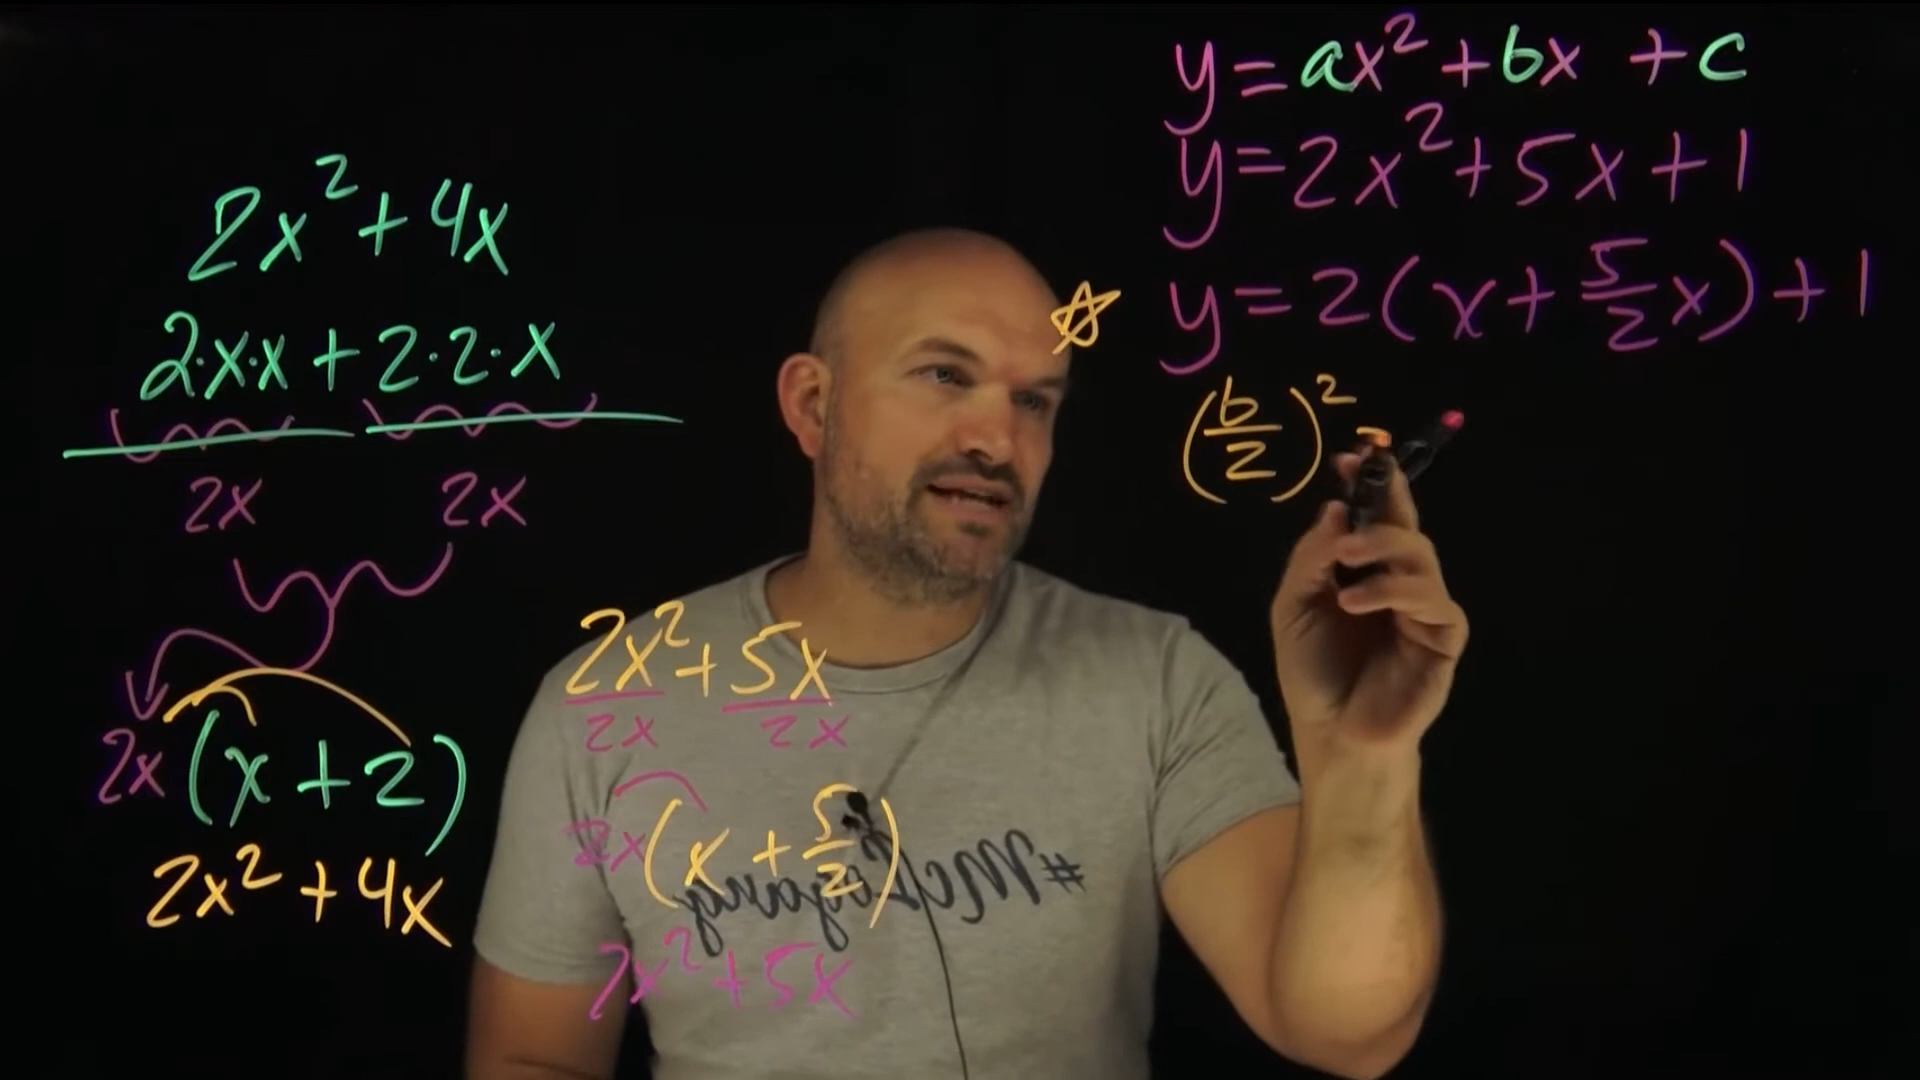 2x² + 4x
2·x·x + 2·2·x
2x 2x
2x(x + 2)
2x² + 4x
2x² + 5x
2x 2x
2x(x + 5/2)
2x² + 5x
y = ax² + bx + c
y = 2x² + 5x + 1
y = 2(x + 5/2 x) + 1
(b/2)² =